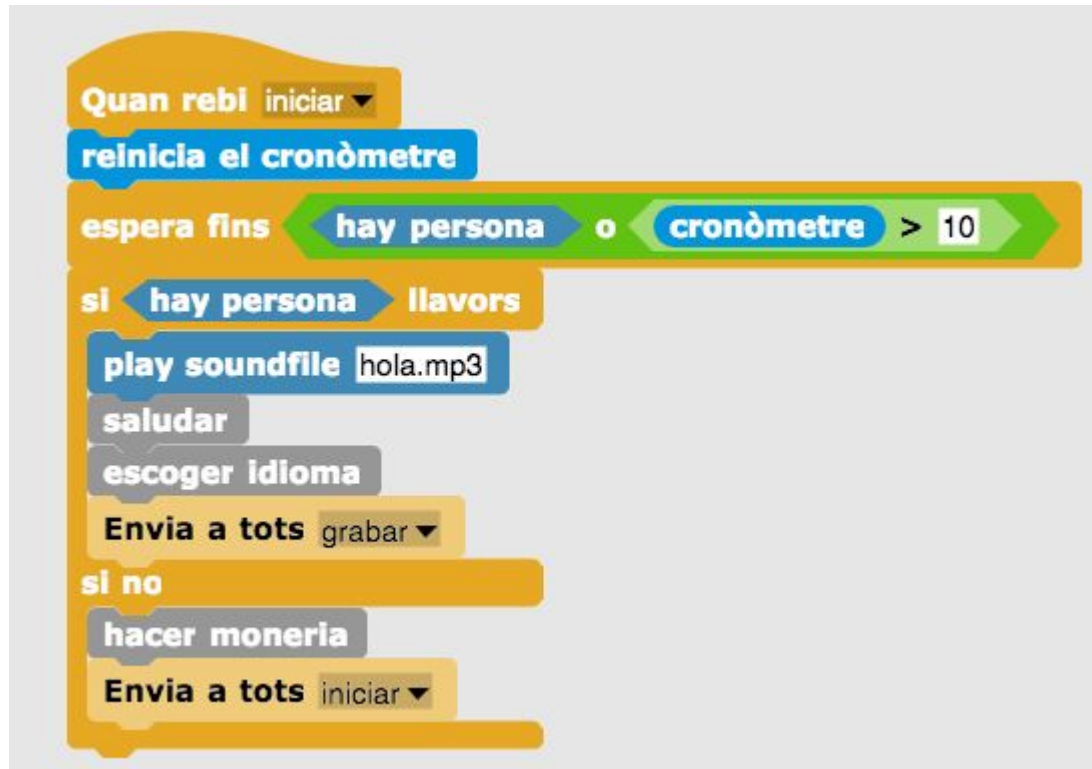 Quan rebi iniciar
reinicia el cronòmetre
espera fins hay persona o cronòmetre > 10
si hay persona llavors
play soundfile hola.mp3
saludar
escoger idioma
Envia a tots grabar
si no
hacer moneria
Envia a tots iniciar